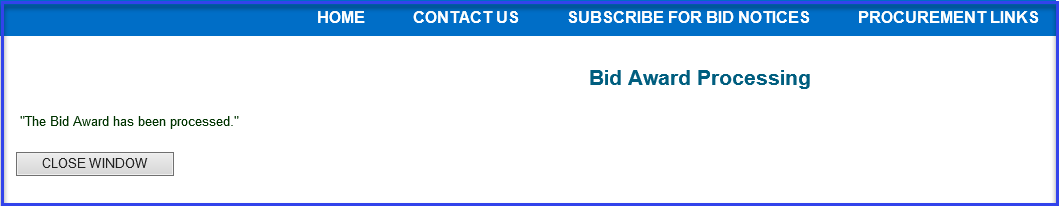 HOME CONTACT US SUBSCRIBE FOR BID NOTICES PROCUREMENT LINKS
Bid Award Processing
"The Bid Award has been processed."
CLOSE WINDOW